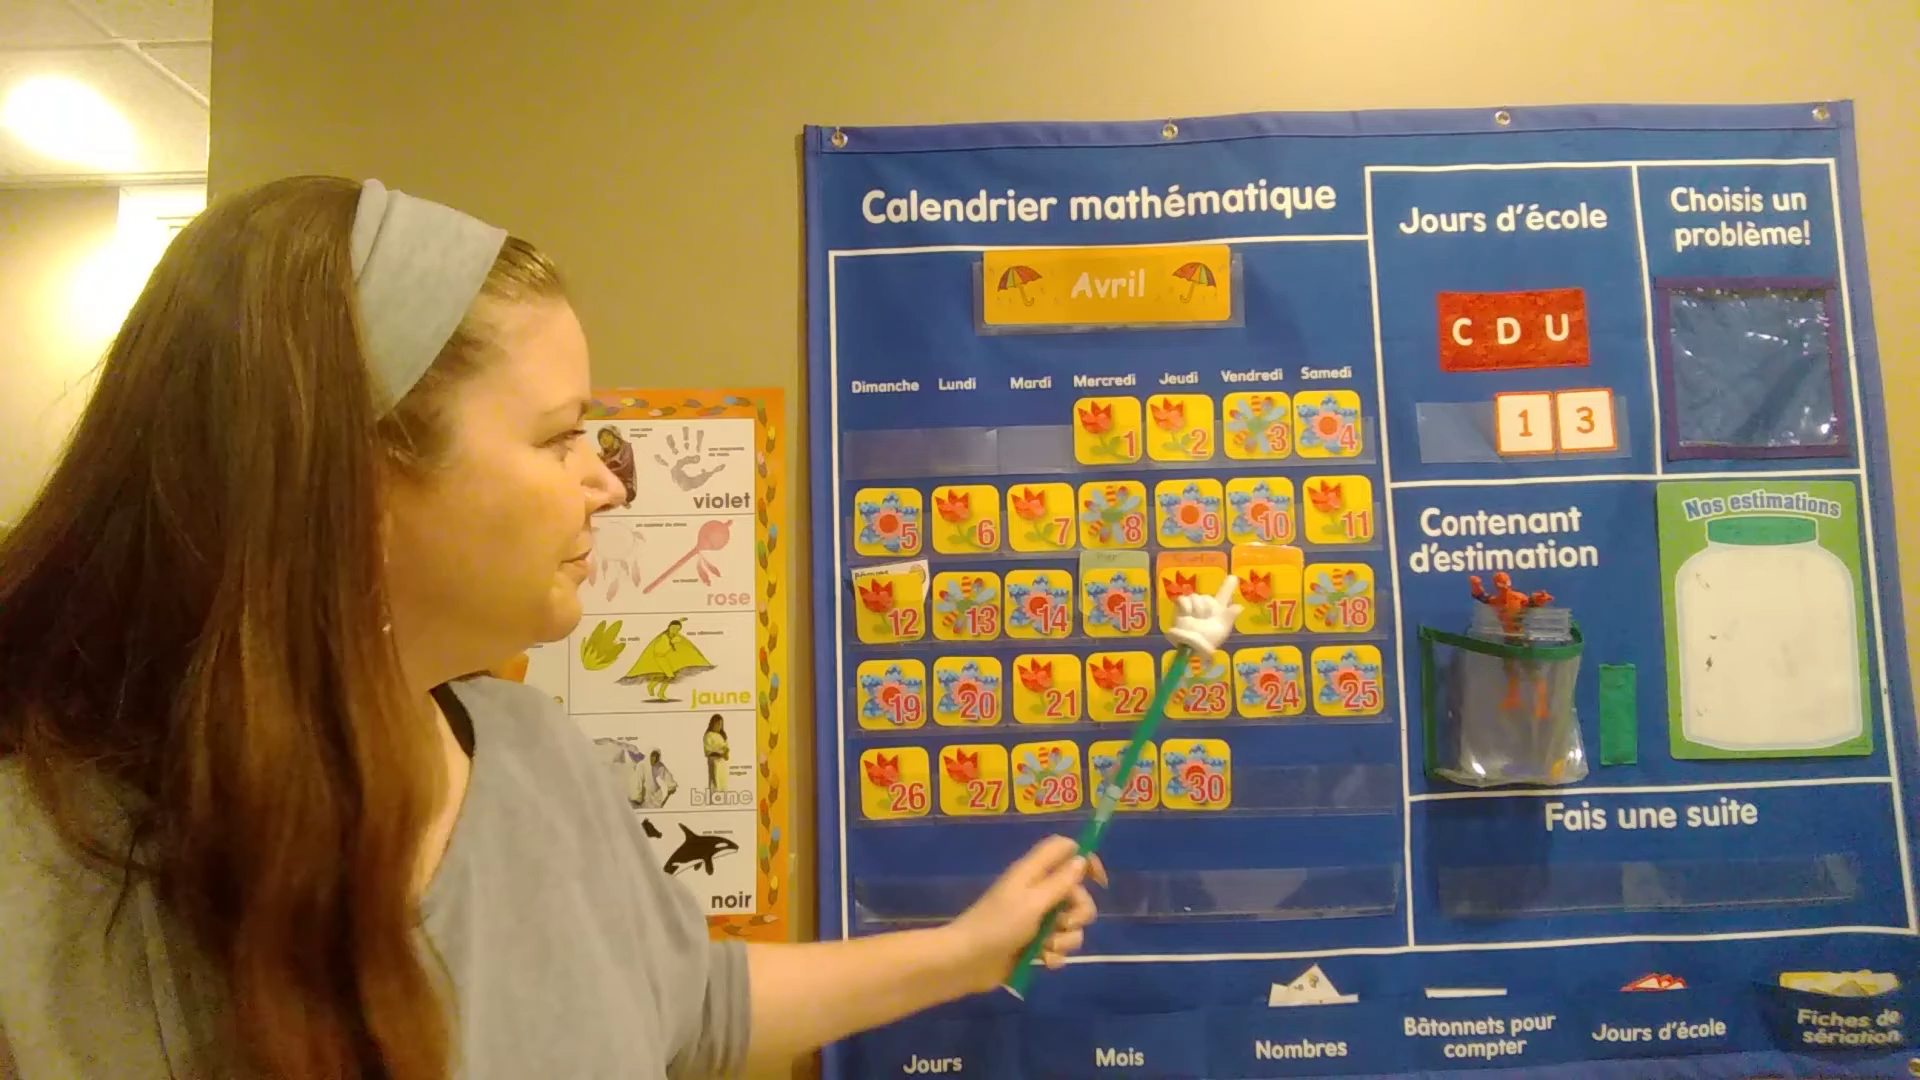 Calendrier mathématique
Avril
Dimanche Lundi Mardi Mercredi Jeudi Vendredi Samedi
1 2 3 4
5 6 7 8 9 10 11
12 13 14 15 17 18
19 20 21 22 23 24 25
26 27 28 29 30
Jours d'école
C D U
1 3
Choisis un
problème!
Contenant
d'estimation
Nos estimations
Fais une suite
Jours
Mois
Nombres
Bâtonnets pour
compter
Jours d'école
Fiches de
sériation
violet
rose
jaune
blanc
noir